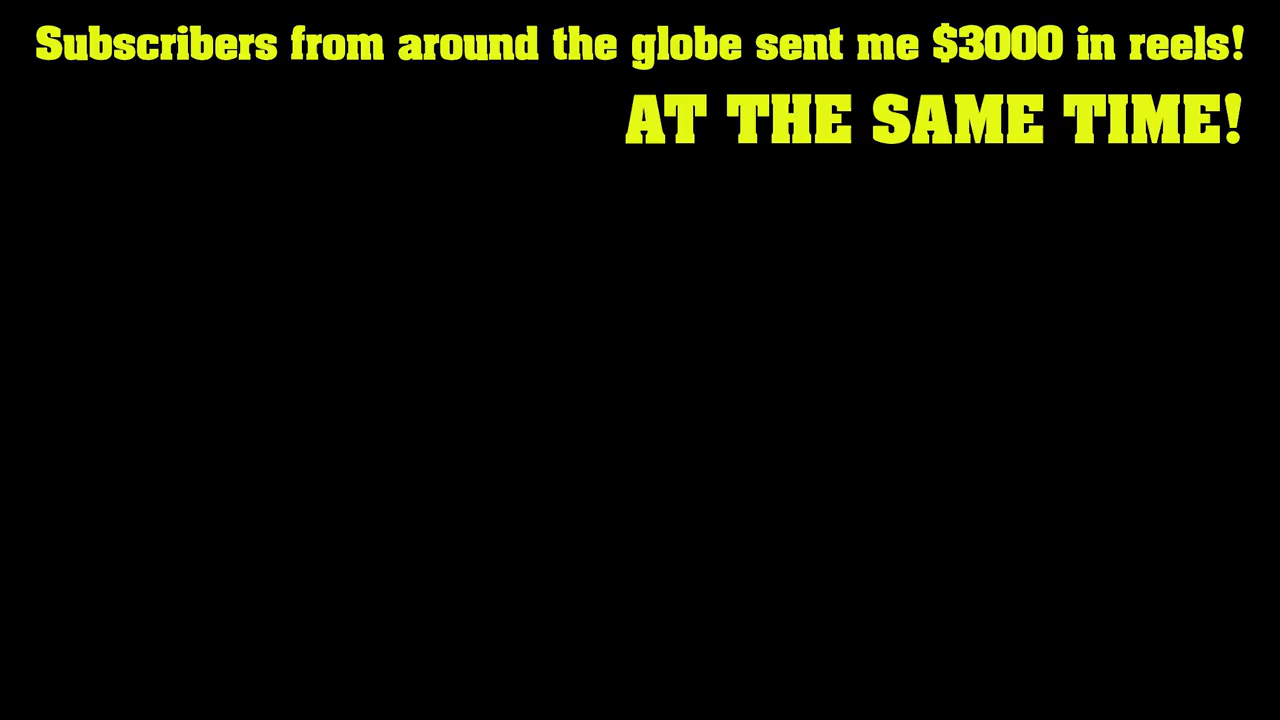 Subscribers from around the globe sent me $3000 in reels!
AT THE SAME TIME!